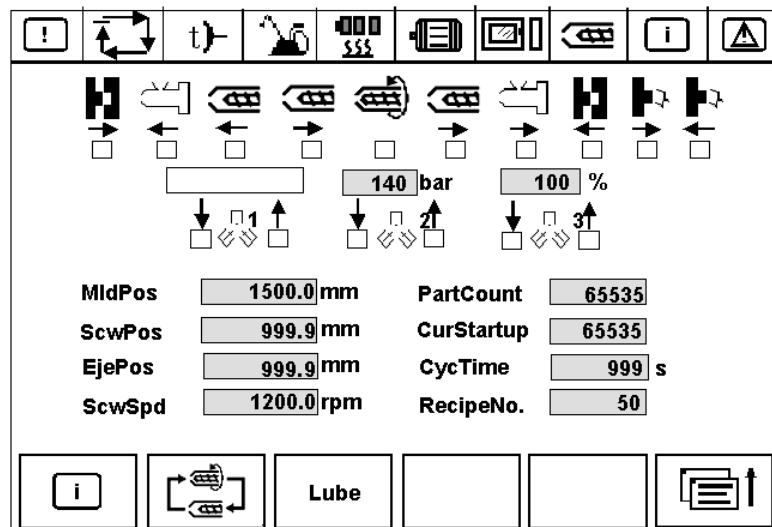 ! t i
140 bar 100 %
1 2 3
MldPos 1500.0 mm PartCount 65535
ScwPos 999.9 mm CurStartup 65535
EjePos 999.9 mm CycTime 999 s
ScwSpd 1200.0 rpm RecipeNo. 50
i Lube